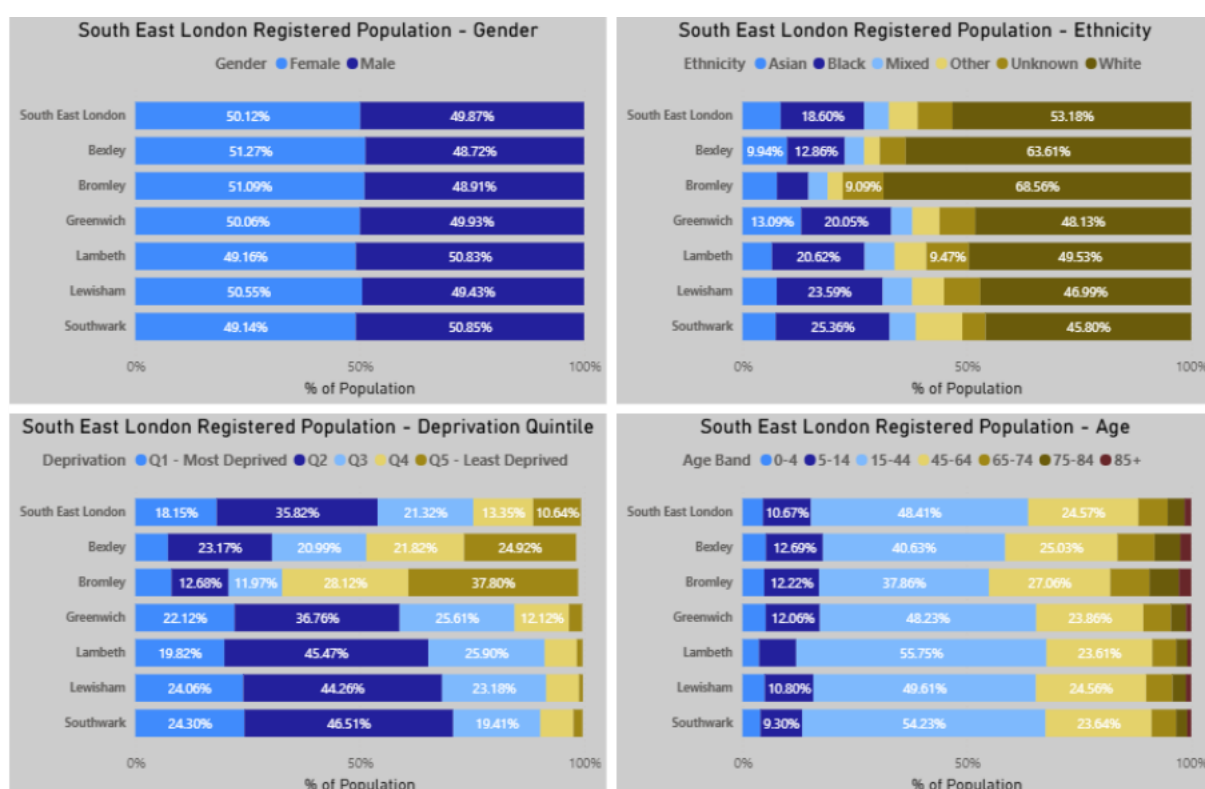 South East London Registered Population - Gender
Gender Female Male
South East London 50.12% 49.87%
Bexley 51.27% 48.72%
Bromley 51.09% 48.91%
Greenwich 50.06% 49.93%
Lambeth 49.16% 50.83%
Lewisham 50.55% 49.43%
Southwark 49.14% 50.85%
0% 50% 100%
% of Population
South East London Registered Population - Ethnicity
Ethnicity Asian Black Mixed Other Unknown White
South East London 18.60% 53.18%
Bexley 9.94% 12.86% 63.61%
Bromley 9.09% 68.56%
Greenwich 13.09% 20.05% 48.13%
Lambeth 20.62% 9.47% 49.53%
Lewisham 23.59% 46.99%
Southwark 25.36% 45.80%
0% 50% 100%
% of Population
South East London Registered Population - Deprivation Quintile
Deprivation Q1 - Most Deprived Q2 Q3 Q4 Q5 - Least Deprived
South East London 18.15% 35.82% 21.32% 13.35% 10.64%
Bexley 23.17% 20.99% 21.82% 24.92%
Bromley 12.68% 11.97% 28.12% 37.80%
Greenwich 22.12% 36.76% 25.61% 12.12%
Lambeth 19.82% 45.47% 25.90%
Lewisham 24.06% 44.26% 23.18%
Southwark 24.30% 46.51% 19.41%
0% 50% 100%
% of Population
South East London Registered Population - Age
Age Band 0-4 5-14 15-44 45-64 65-74 75-84 85+
South East London 10.67% 48.41% 24.57%
Bexley 12.69% 40.63% 25.03%
Bromley 12.22% 37.86% 27.06%
Greenwich 12.06% 48.23% 23.86%
Lambeth 55.75% 23.61%
Lewisham 10.80% 49.61% 24.56%
Southwark 9.30% 54.23% 23.64%
0% 50% 100%
% of Population